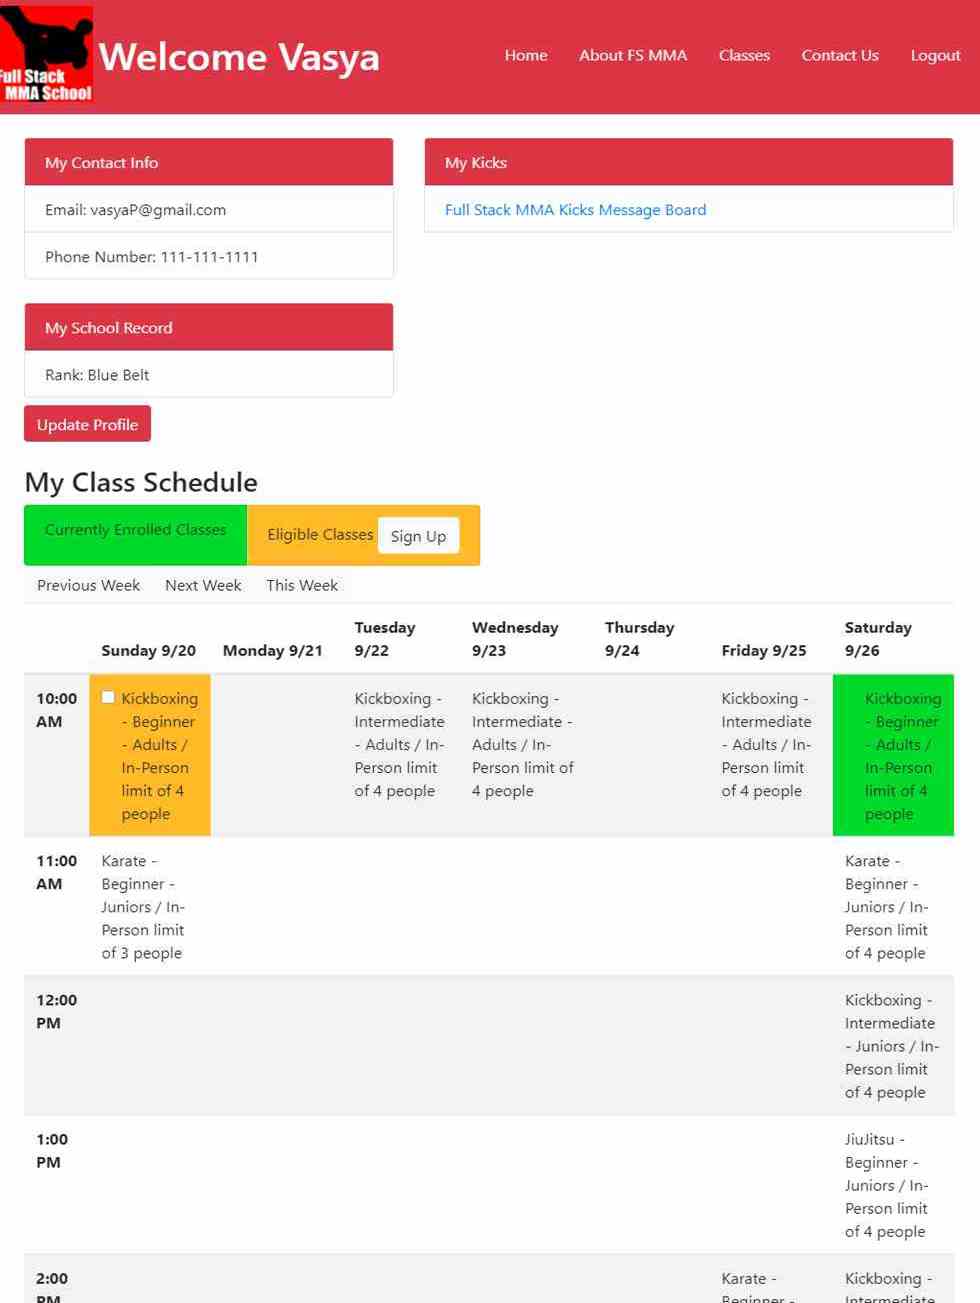 Full Stack
MMA School
Welcome Vasya
Home
About FS MMA
Classes
Contact Us
Logout
My Contact Info
Email: vasyaP@gmail.com
Phone Number: 111-111-1111
My Kicks
Full Stack MMA Kicks Message Board
My School Record
Rank: Blue Belt
Update Profile
My Class Schedule
Currently Enrolled Classes
Eligible Classes
Sign Up
Previous Week
Next Week
This Week
Sunday 9/20
Monday 9/21
Tuesday
9/22
Wednesday
9/23
Thursday
9/24
Friday 9/25
Saturday
9/26
10:00
AM
Kickboxing
- Beginner
- Adults /
In-Person
limit of 4
people
Kickboxing -
Intermediate
- Adults / In-
Person limit
of 4 people
Kickboxing -
Intermediate -
Adults / In-
Person limit of
4 people
Kickboxing -
Intermediate
- Adults / In-
Person limit
of 4 people
Kickboxing
- Beginner
- Adults /
In-Person
limit of 4
people
11:00
AM
Karate -
Beginner -
Juniors / In-
Person limit
of 3 people
Karate -
Beginner -
Juniors / In-
Person limit
of 4 people
12:00
PM
Kickboxing -
Intermediate
- Juniors / In-
Person limit
of 4 people
1:00
PM
JiuJitsu -
Beginner -
Juniors / In-
Person limit
of 4 people
2:00
PM
Karate -
Beginner -
Kickboxing -
Intermediate